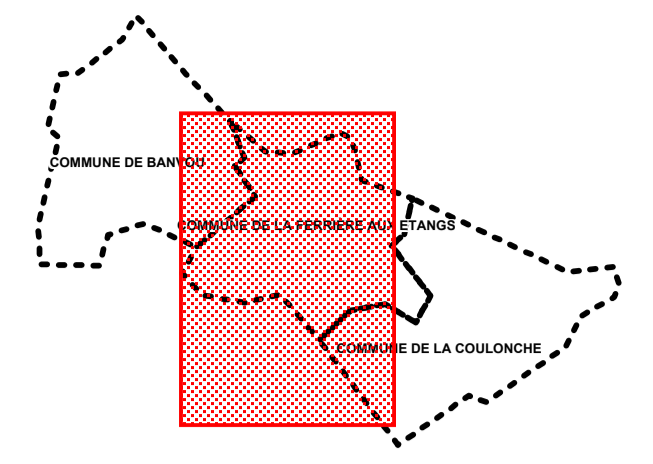 COMMUNE DE BANVOU
COMMUNE DE LA FERRIERE AUX ETANGS
COMMUNE DE LA COULONCHE